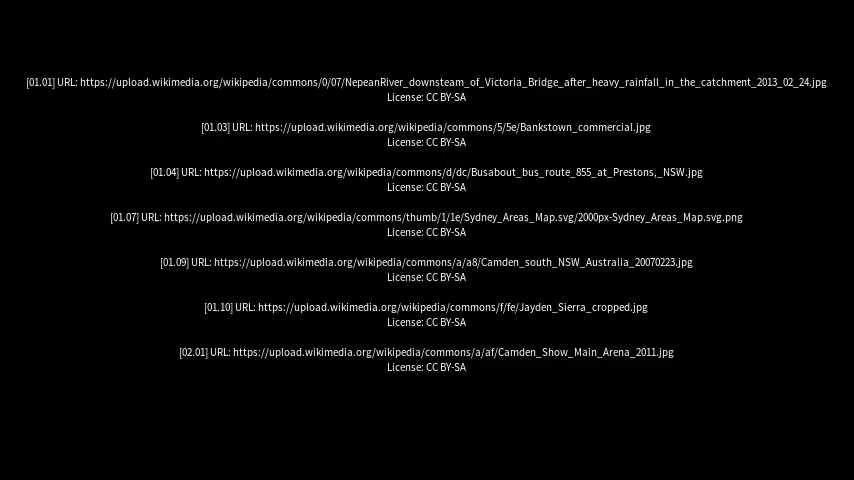 [01.01] URL: https://upload.wikimedia.org/wikipedia/commons/0/07/NepeanRiver_downsteam_of_Victoria_Bridge_after_heavy_rainfall_in_the_catchment_2013_02_24.jpg
License: CC BY-SA
[01.03] URL: https://upload.wikimedia.org/wikipedia/commons/5/5e/Bankstown_commercial.jpg
License: CC BY-SA
[01.04] URL: https://upload.wikimedia.org/wikipedia/commons/d/dc/Busabout_bus_route_855_at_Prestons,_NSW.jpg
License: CC BY-SA
[01.07] URL: https://upload.wikimedia.org/wikipedia/commons/thumb/1/1e/Sydney_Areas_Map.svg/2000px-Sydney_Areas_Map.svg.png
License: CC BY-SA
[01.09] URL: https://upload.wikimedia.org/wikipedia/commons/a/a8/Camden_south_NSW_Australia_20070223.jpg
License: CC BY-SA
[01.10] URL: https://upload.wikimedia.org/wikipedia/commons/f/fe/Jayden_Sierra_cropped.jpg
License: CC BY-SA
[02.01] URL: https://upload.wikimedia.org/wikipedia/commons/a/af/Camden_Show_Main_Arena_2011.jpg
License: CC BY-SA